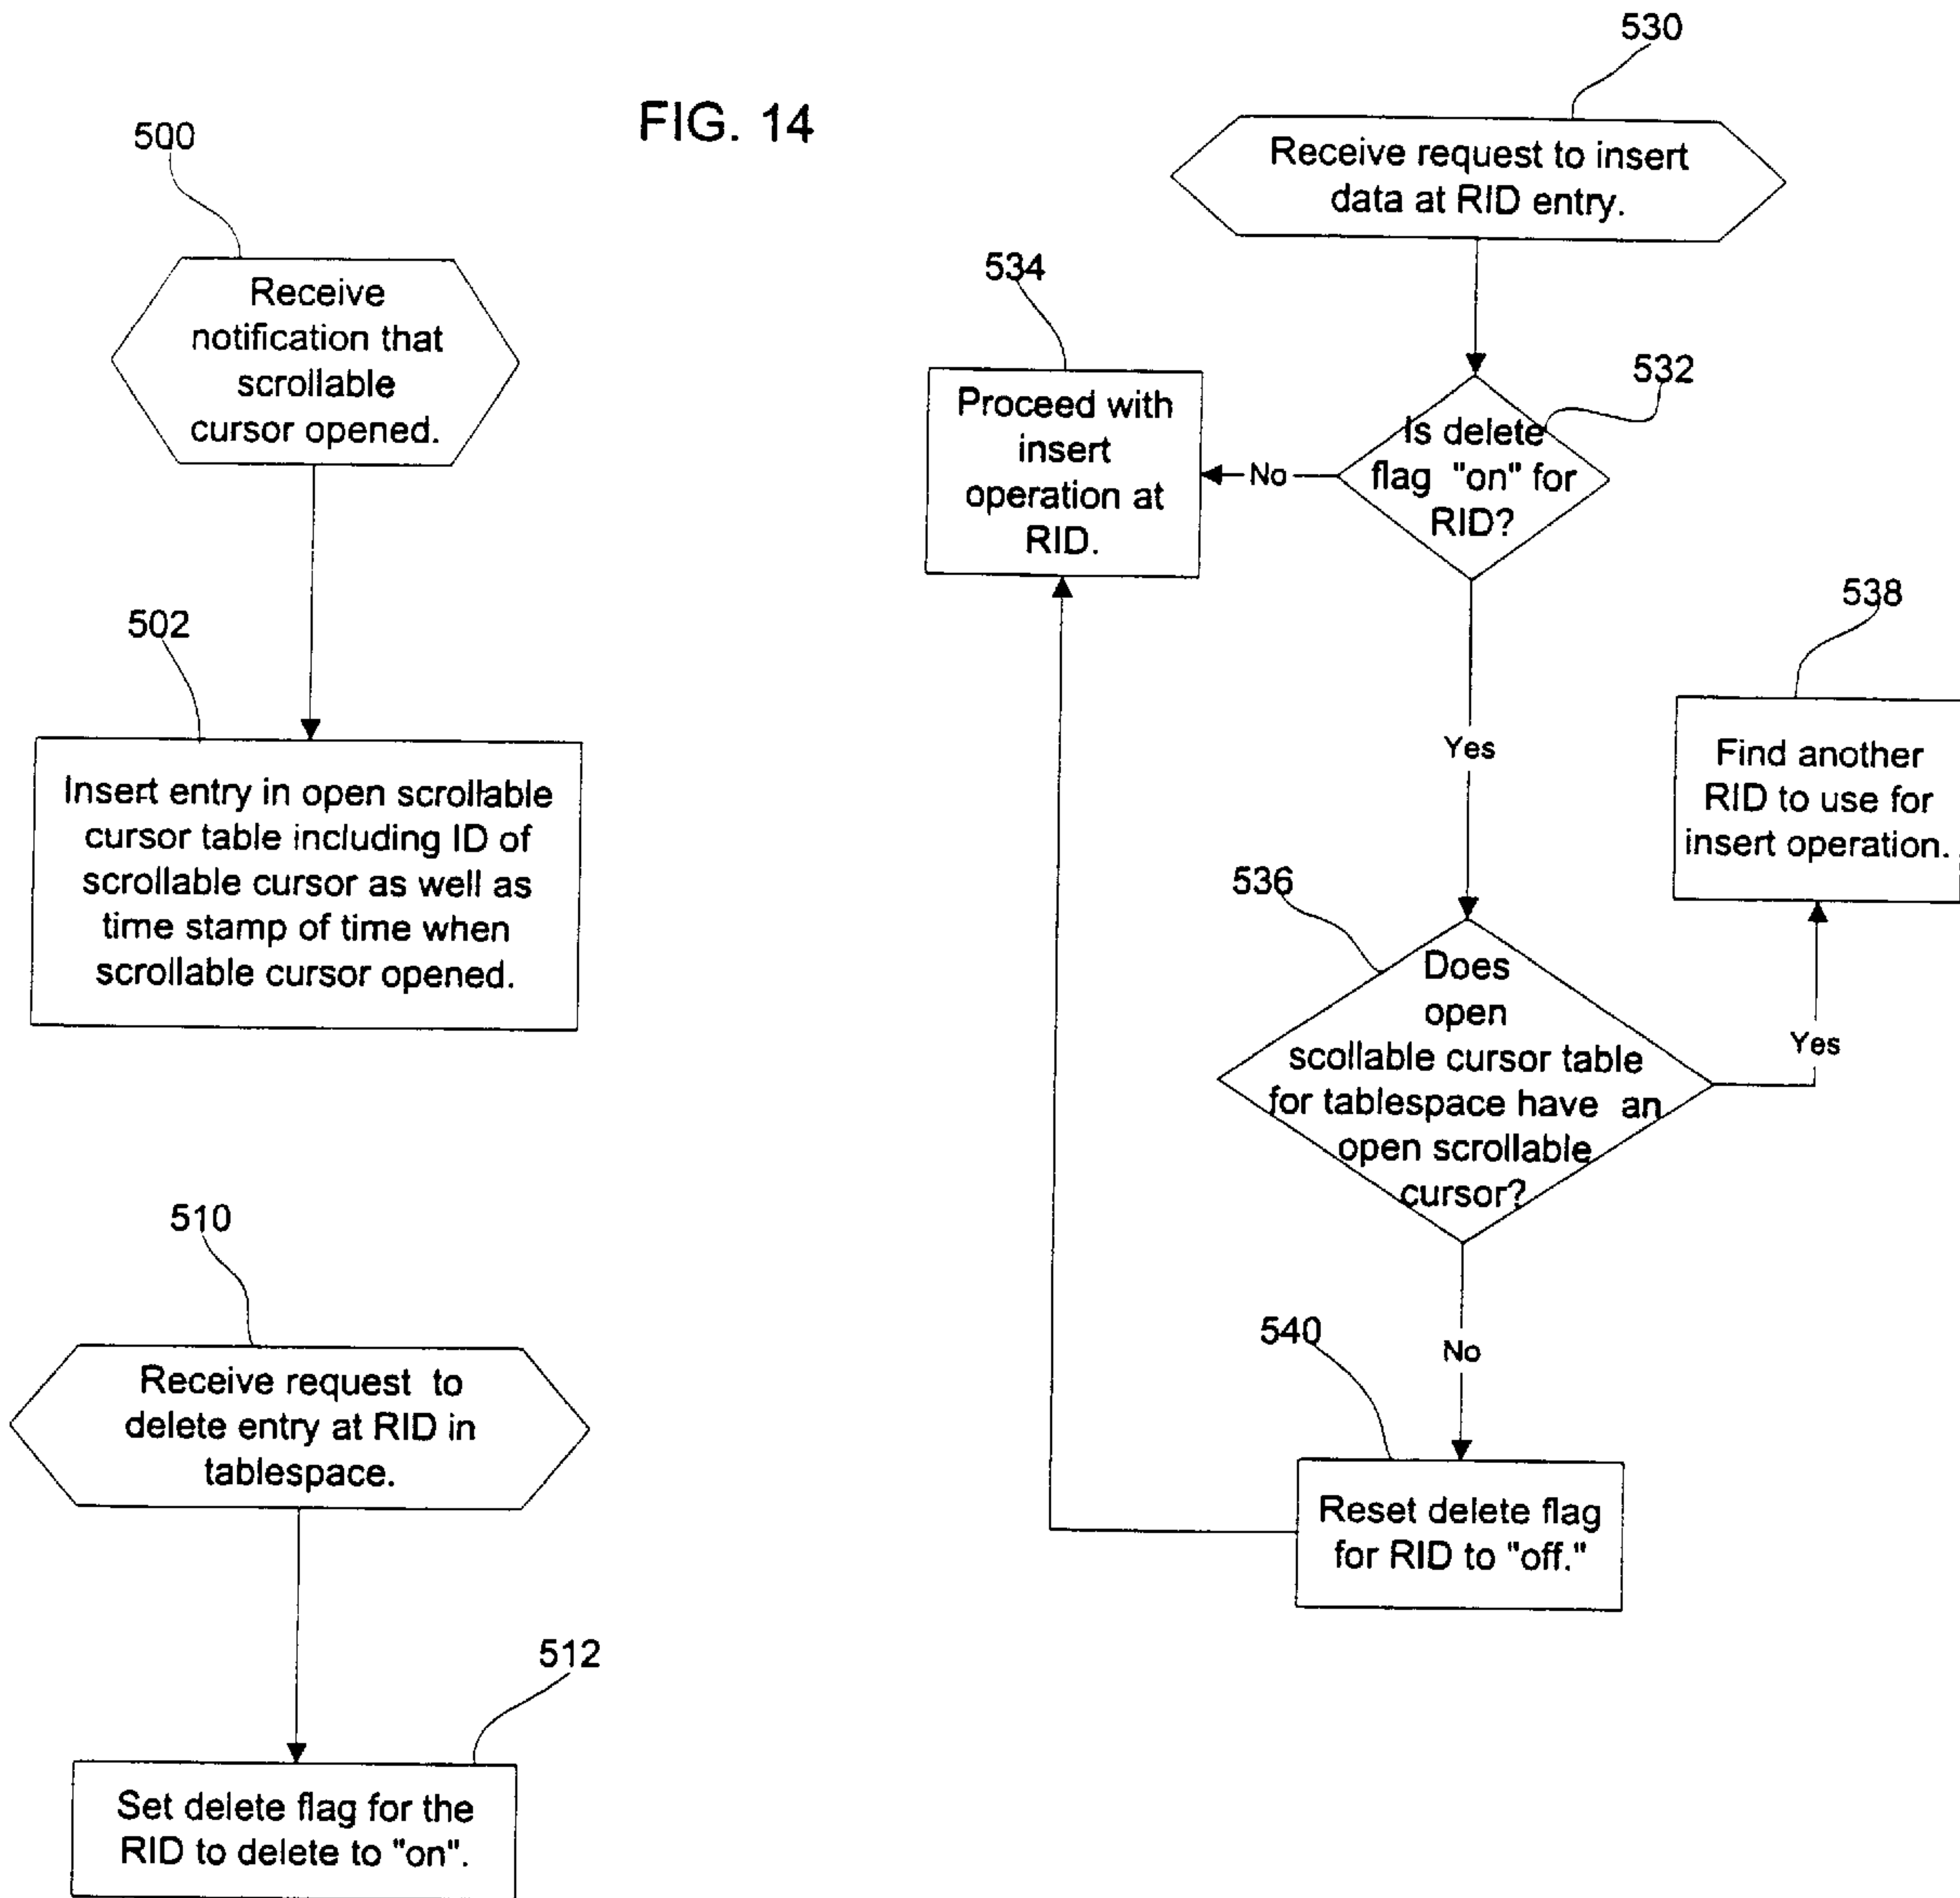 FIG. 14
500
Receive
notification that
scrollable
cursor opened.
502
Insert entry in open scrollable
cursor table including ID of
scrollable cursor as well as
time stamp of time when
scrollable cursor opened.
510
Receive request to
delete entry at RID in
tablespace.
512
Set delete flag for the
RID to delete to "on".
530
Receive request to insert
data at RID entry.
532
Is delete
flag "on" for
RID?
No
534
Proceed with
insert
operation at
RID.
Yes
536
Does
open
scollable cursor table
for tablespace have an
open scrollable
cursor?
Yes
538
Find another
RID to use for
insert operation.
No
540
Reset delete flag
for RID to "off."